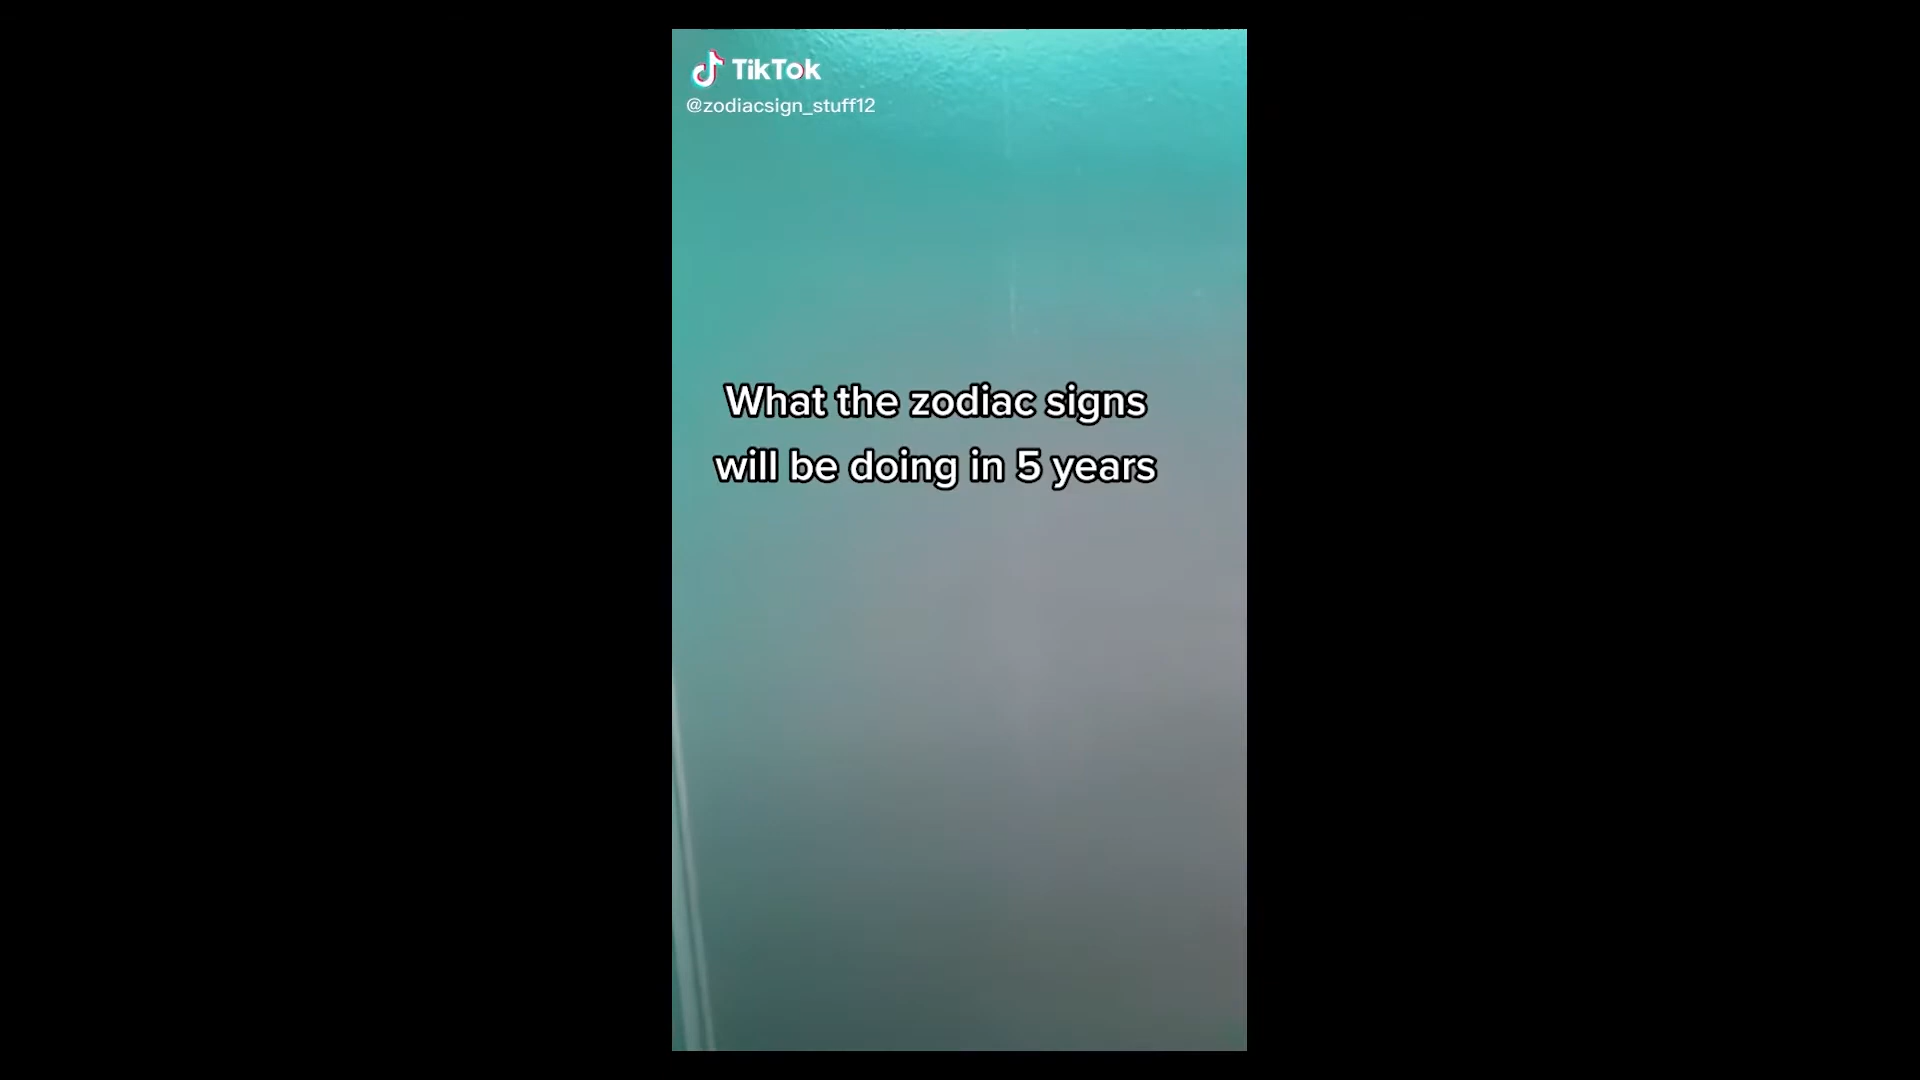 TikTok
@zodiacsign_stuff12
What the zodiac signs
will be doing in 5 years